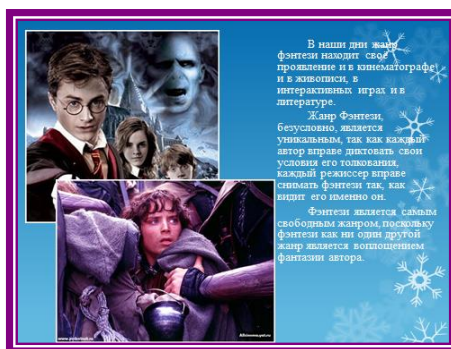 В наши дни жанр
фэнтези находит свое
проявление и в кинематографе,
и в живописи, в
интерактивных играх и в
литературе.
Жанр Фэнтези,
безусловно, является
уникальным, так как каждый
автор вправе диктовать свои
условия его толкования,
каждый режиссер вправе
снимать фэнтези так, как
видит его именно он.
Фэнтези является самым
свободным жанром, поскольку
фэнтези как ни один другой
жанр является воплощением
фантазии автора.